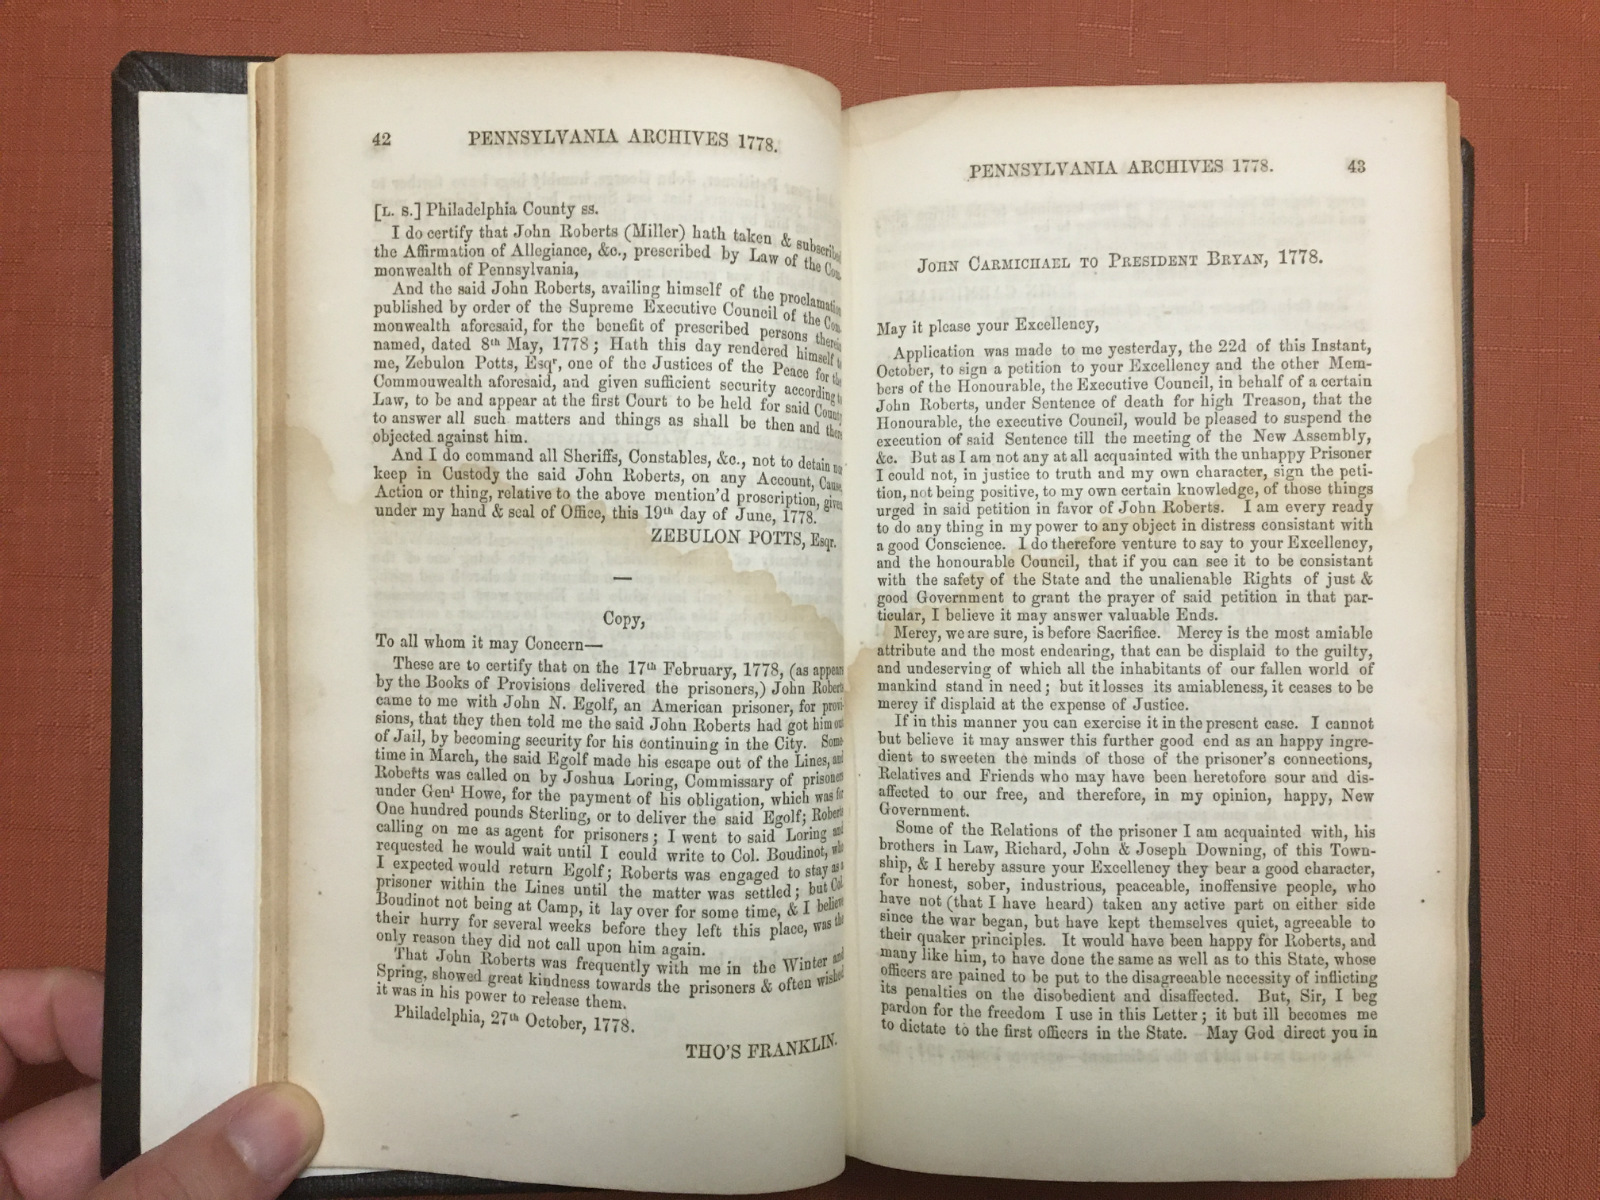 42 PENNSYLVANIA ARCHIVES 1778.
[L. S.] Philadelphia County ss.
I do certify that John Roberts (Miller) hath taken & subscribed
the Affirmation of Allegiance, &c., prescribed by Law of the Com-
monwealth of Pennsylvania,
And the said John Roberts, availing himself of the proclamation
published by order of the Supreme Executive Council of the Com-
monwealth aforesaid, for the benefit of prescribed persons therein
named, dated 8th May, 1778; Hath this day rendered himself to
me, Zebulon Potts, Esqr, one of the Justices of the Peace for the
Commonwealth aforesaid, and given sufficient security according to
Law, to be and appear at the first Court to be held for said County
to answer all such matters and things as shall be then and there
objected against him.
And I do command all Sheriffs, Constables, &c., not to detain nor
keep in Custody the said John Roberts, on any Account, Cause,
Action or thing, relative to the above mention'd proscription, given
under my hand & seal of Office, this 19th day of June, 1778.
ZEBULON POTTS, Esqr.
Copy,
To all whom it may Concern—
These are to certify that on the 17th February, 1778, (as appears
by the Books of Provisions delivered the prisoners,) John Roberts
came to me with John N. Egolf, an American prisoner, for provi-
sions, that they then told me the said John Roberts had got him out
of Jail, by becoming security for his continuing in the City. Some-
time in March, the said Egolf made his escape out of the Lines, and
Roberts was called on by Joshua Loring, Commissary of prisoners
under Genl Howe, for the payment of his obligation, which was for
One hundred pounds Sterling, or to deliver the said Egolf; Roberts
calling on me as agent for prisoners; I went to said Loring and
requested he would wait until I could write to Col. Boudinot, who
I expected would return Egolf; Roberts was engaged to stay as a
prisoner within the Lines until the matter was settled; but Col.
Boudinot not being at Camp, it lay over for some time, & I believe
their hurry for several weeks before they left this place, was the
only reason they did not call upon him again.
That John Roberts was frequently with me in the Winter and
Spring, showed great kindness towards the prisoners & often wished
it was in his power to release them.
Philadelphia, 27th October, 1778.
THO'S FRANKLIN.
PENNSYLVANIA ARCHIVES 1778. 43
JOHN CARMICHAEL TO PRESIDENT BRYAN, 1778.
May it please your Excellency,
Application was made to me yesterday, the 22d of this Instant,
October, to sign a petition to your Excellency and the other Mem-
bers of the Honourable, the Executive Council, in behalf of a certain
John Roberts, under Sentence of death for high Treason, that the
Honourable, the executive Council, would be pleased to suspend the
execution of said Sentence till the meeting of the New Assembly,
&c. But as I am not any at all acquainted with the unhappy Prisoner
I could not, in justice to truth and my own character, sign the peti-
tion, not being positive, to my own certain knowledge, of those things
urged in said petition in favor of John Roberts. I am every ready
to do any thing in my power to any object in distress consistant with
a good Conscience. I do therefore venture to say to your Excellency,
and the honourable Council, that if you can see it to be consistant
with the safety of the State and the unalienable Rights of just &
good Government to grant the prayer of said petition in that par-
ticular, I believe it may answer valuable Ends.
Mercy, we are sure, is before Sacrifice. Mercy is the most amiable
attribute and the most endearing, that can be displaid to the guilty,
and undeserving of which all the inhabitants of our fallen world of
mankind stand in need; but it losses its amiableness, it ceases to be
mercy if displaid at the expense of Justice.
If in this manner you can exercise it in the present case. I cannot
but believe it may answer this further good end as an happy ingre-
dient to sweeten the minds of those of the prisoner's connections,
Relatives and Friends who may have been heretofore sour and dis-
affected to our free, and therefore, in my opinion, happy, New
Government.
Some of the Relations of the prisoner I am acquainted with, his
brothers in Law, Richard, John & Joseph Downing, of this Town-
ship, & I hereby assure your Excellency they bear a good character,
for honest, sober, industrious, peaceable, inoffensive people, who
have not (that I have heard) taken any active part on either side
since the war began, but have kept themselves quiet, agreeable to
their quaker principles. It would have been happy for Roberts, and
many like him, to have done the same as well as to this State, whose
officers are pained to be put to the disagreeable necessity of inflicting
its penalties on the disobedient and disaffected. But, Sir, I beg
pardon for the freedom I use in this Letter; it but ill becomes me
to dictate to the first officers in the State. May God direct you in